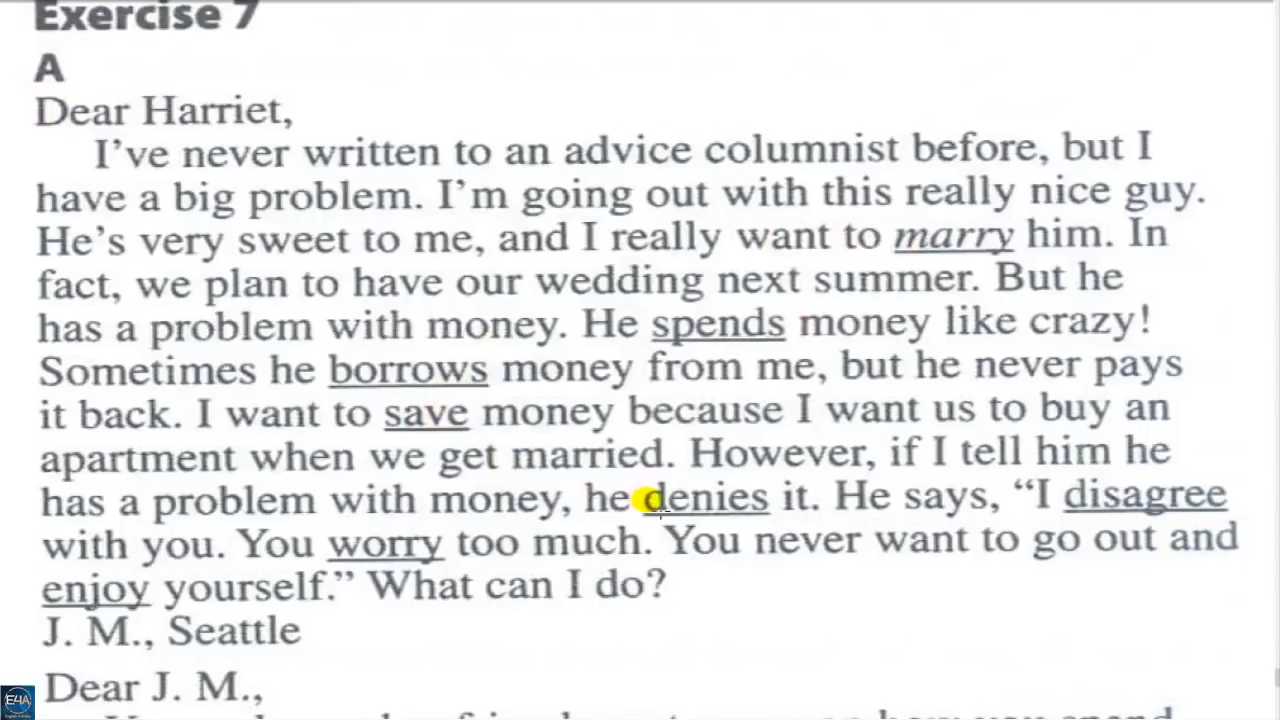 Exercise 7
A
Dear Harriet,
I've never written to an advice columnist before, but I
have a big problem. I'm going out with this really nice guy.
He's very sweet to me, and I really want to marry him. In
fact, we plan to have our wedding next summer. But he
has a problem with money. He spends money like crazy!
Sometimes he borrows money from me, but he never pays
it back. I want to save money because I want us to buy an
apartment when we get married. However, if I tell him he
has a problem with money, he denies it. He says, “I disagree
with you. You worry too much. You never want to go out and
enjoy yourself.” What can I do?
J. M., Seattle
Dear J. M.,
E4A